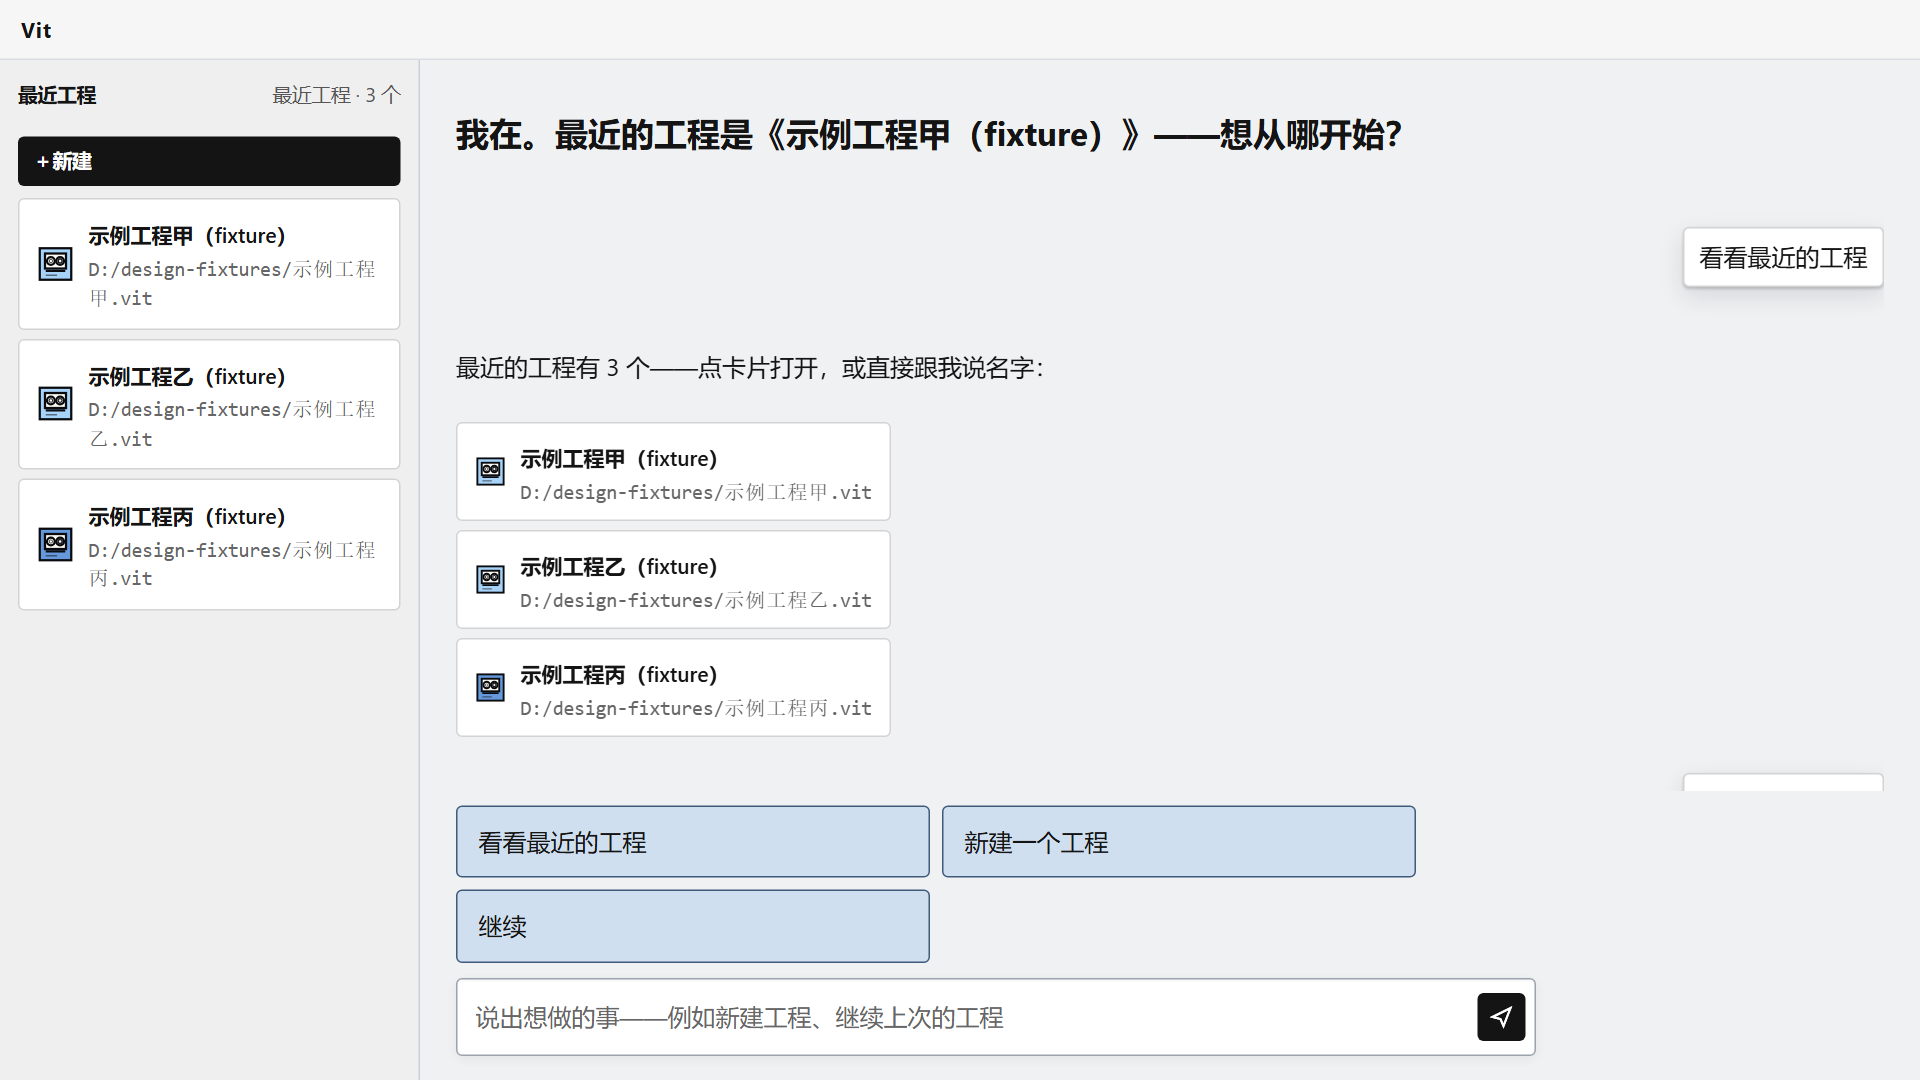 Vit
最近工程
最近工程 · 3 个
+ 新建
示例工程甲（fixture）
D:/design-fixtures/示例工程
甲.vit
示例工程乙（fixture）
D:/design-fixtures/示例工程
乙.vit
示例工程丙（fixture）
D:/design-fixtures/示例工程
丙.vit
我在。最近的工程是《示例工程甲（fixture）》——想从哪开始？
看看最近的工程
最近的工程有 3 个——点卡片打开，或直接跟我说名字：
示例工程甲（fixture）
D:/design-fixtures/示例工程甲.vit
示例工程乙（fixture）
D:/design-fixtures/示例工程乙.vit
示例工程丙（fixture）
D:/design-fixtures/示例工程丙.vit
看看最近的工程
新建一个工程
继续
说出想做的事——例如新建工程、继续上次的工程